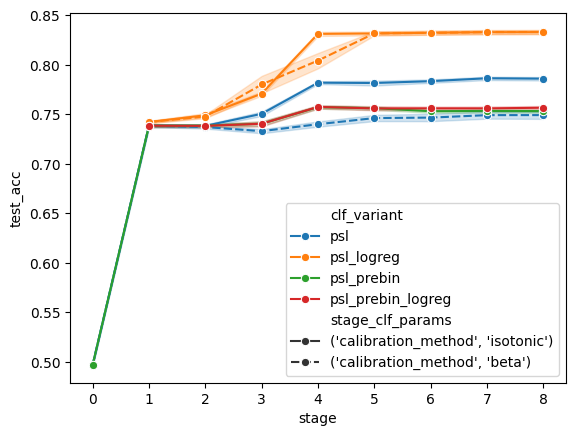 0.85
0.80
0.75
0.70
0.65
0.60
0.55
0.50
test_acc
clf_variant
psl
psl_logreg
psl_prebin
psl_prebin_logreg
stage_clf_params
('calibration_method', 'isotonic')
('calibration_method', 'beta')
0 1 2 3 4 5 6 7 8
stage